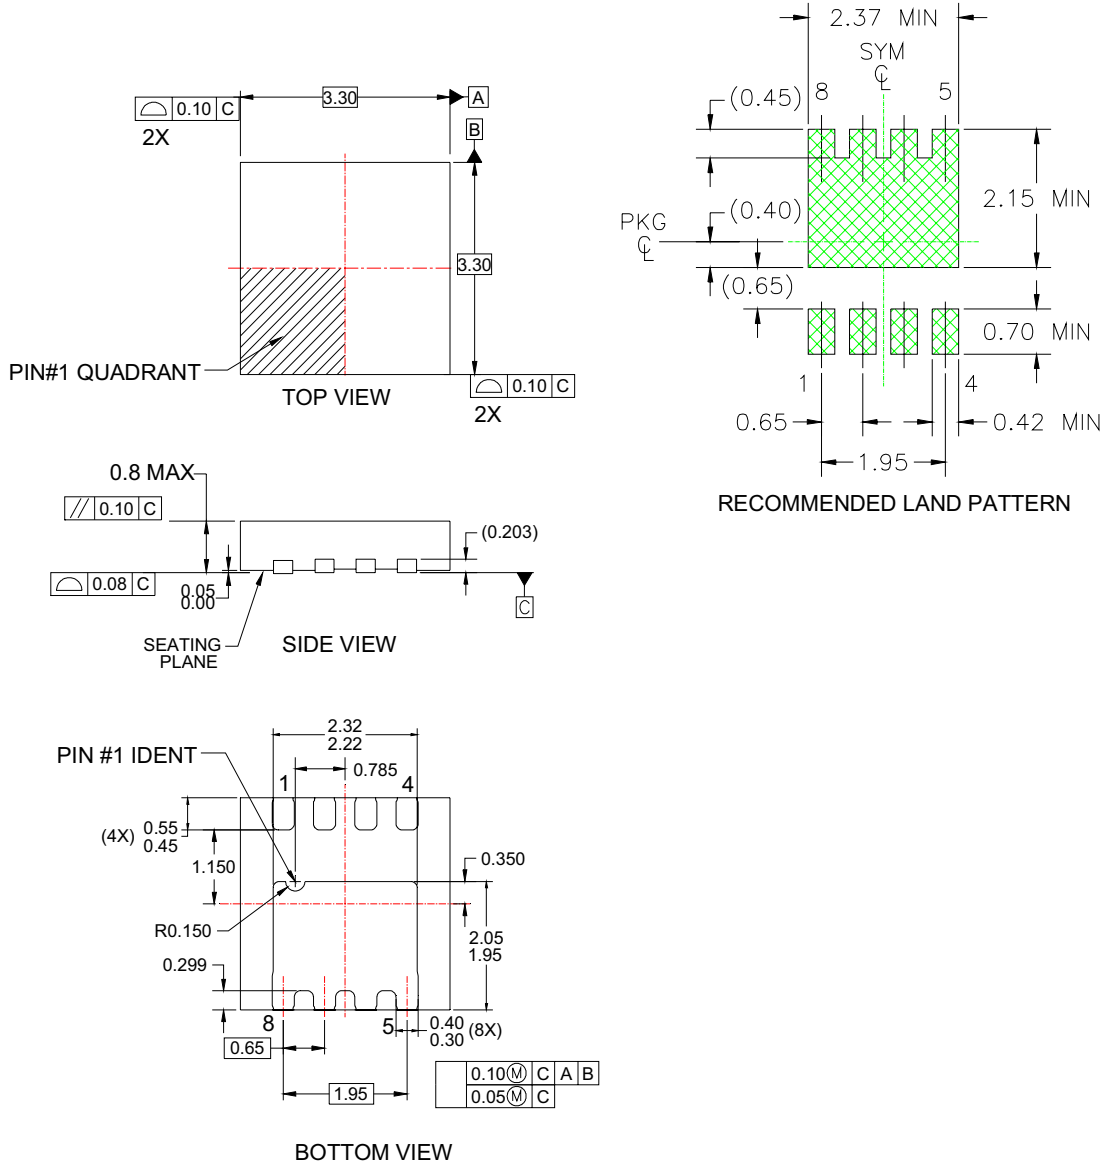 2.37 MIN
SYM
℄
8
5
(0.45)
2.15 MIN
(0.40)
PKG
℄
(0.65)
0.70 MIN
1
4
0.65
0.42 MIN
1.95
RECOMMENDED LAND PATTERN
0.10 C
2X
3.30
A
B
3.30
PIN#1 QUADRANT
TOP VIEW
0.10 C
2X
0.8 MAX
// 0.10 C
(0.203)
0.08 C
0.05
0.00
C
SEATING
PLANE
SIDE VIEW
2.32
2.22
PIN #1 IDENT
0.785
1
4
(4X)
0.55
0.45
1.150
0.350
R0.150
2.05
1.95
0.299
8
5
0.40
0.30
(8X)
0.65
1.95
0.10Ⓜ C A B
0.05Ⓜ C
BOTTOM VIEW